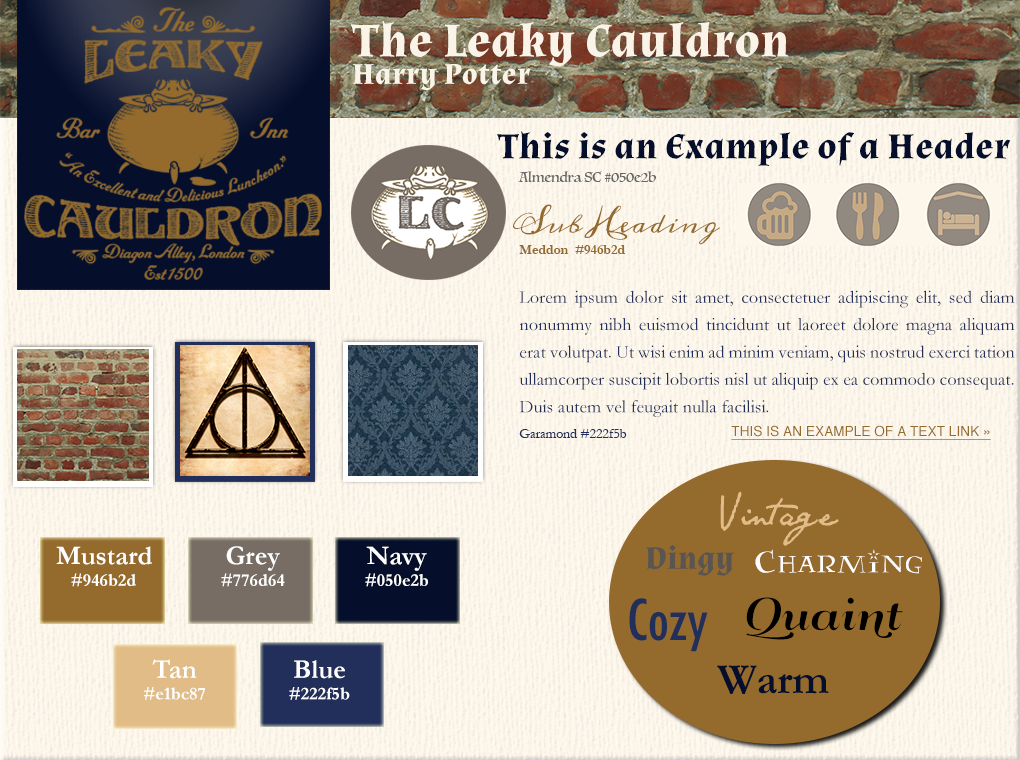 The
LEAKY
Bar
Inn
"An Excellent and Delicious Luncheon."
CAULDRON
Diagon Alley, London
Est 1500
The Leaky Cauldron
Harry Potter
This is an Example of a Header
Almendra SC #050e2b
LC
Sub Heading
Meddon #946b2d
Lorem ipsum dolor sit amet, consectetuer adipiscing elit, sed diam
nonummy nibh euismod tincidunt ut laoreet dolore magna aliquam
erat volutpat. Ut wisi enim ad minim veniam, quis nostrud exerci tation
ullamcorper suscipit lobortis nisl ut aliquip ex ea commodo consequat.
Duis autem vel feugait nulla facilisi.
Garamond #222f5b
THIS IS AN EXAMPLE OF A TEXT LINK »
Mustard
#946b2d
Grey
#776d64
Navy
#050e2b
Tan
#e1bc87
Blue
#222f5b
Vintage
Dingy
CHARMING
Cozy
Quaint
Warm